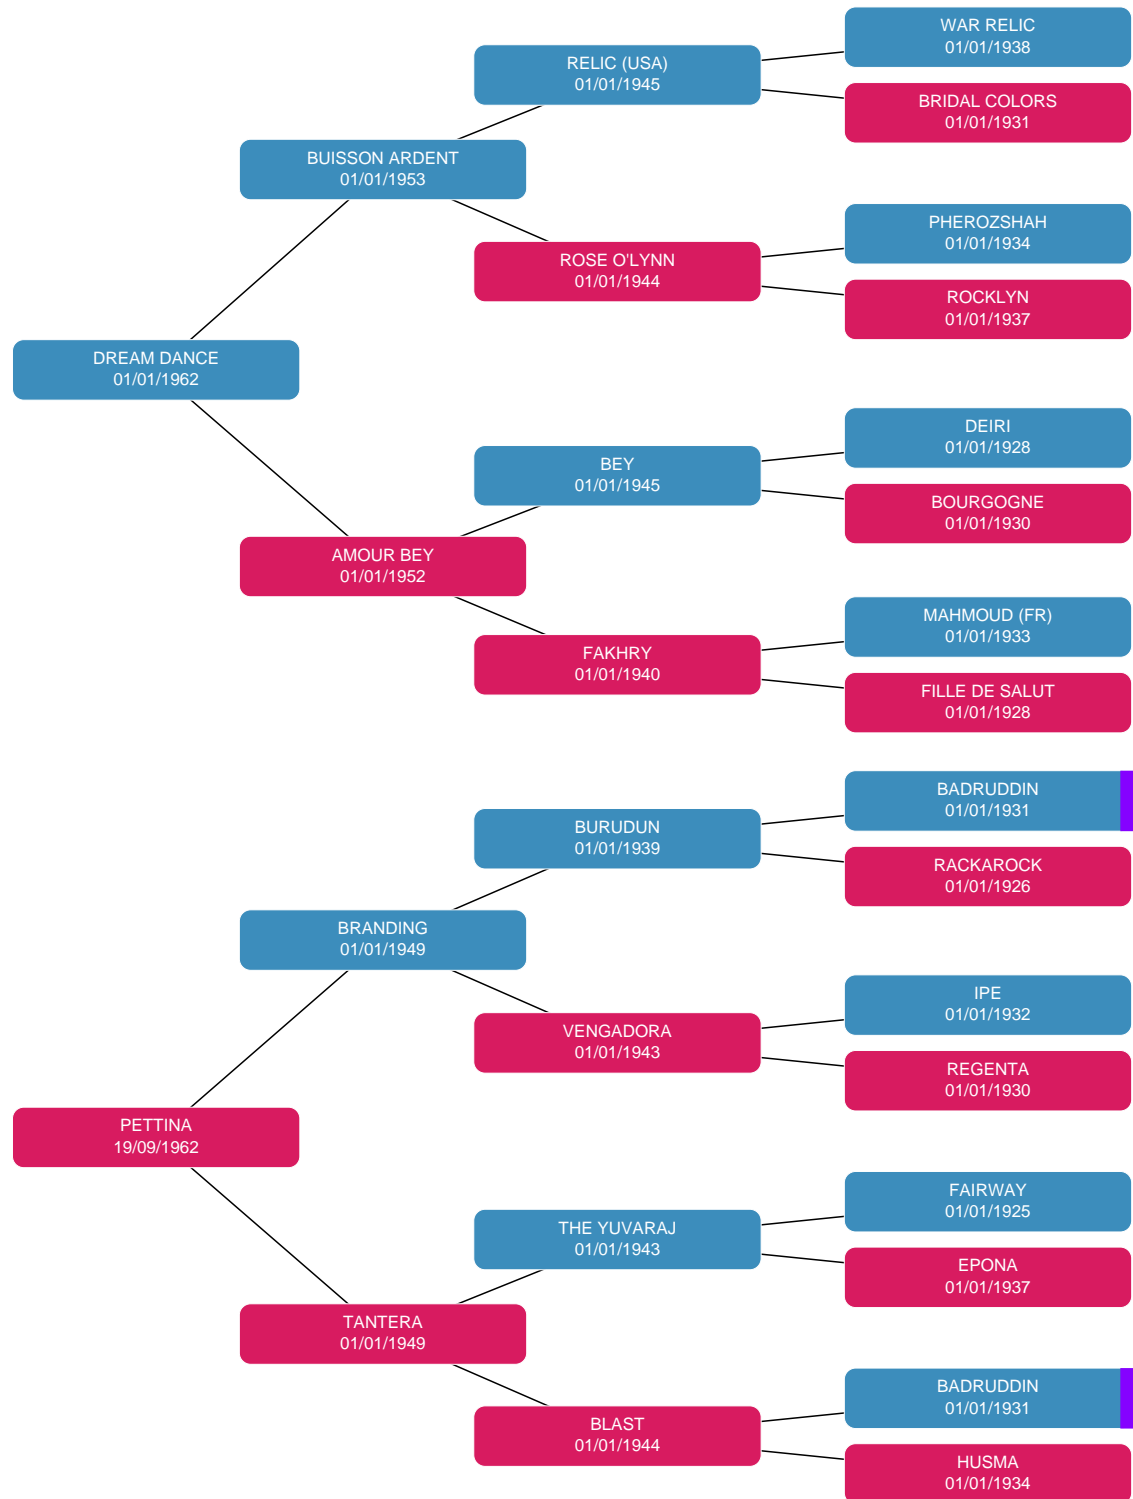 WAR RELIC
01/01/1938
RELIC (USA)
01/01/1945
BRIDAL COLORS
01/01/1931
BUISSON ARDENT
01/01/1953
PHEROZSHAH
01/01/1934
ROSE O'LYNN
01/01/1944
ROCKLYN
01/01/1937
DREAM DANCE
01/01/1962
DEIRI
01/01/1928
BEY
01/01/1945
BOURGOGNE
01/01/1930
AMOUR BEY
01/01/1952
MAHMOUD (FR)
01/01/1933
FAKHRY
01/01/1940
FILLE DE SALUT
01/01/1928
BADRUDDIN
01/01/1931
BURUDUN
01/01/1939
RACKAROCK
01/01/1926
BRANDING
01/01/1949
IPE
01/01/1932
VENGADORA
01/01/1943
REGENTA
01/01/1930
PETTINA
19/09/1962
FAIRWAY
01/01/1925
THE YUVARAJ
01/01/1943
EPONA
01/01/1937
TANTERA
01/01/1949
BADRUDDIN
01/01/1931
BLAST
01/01/1944
HUSMA
01/01/1934